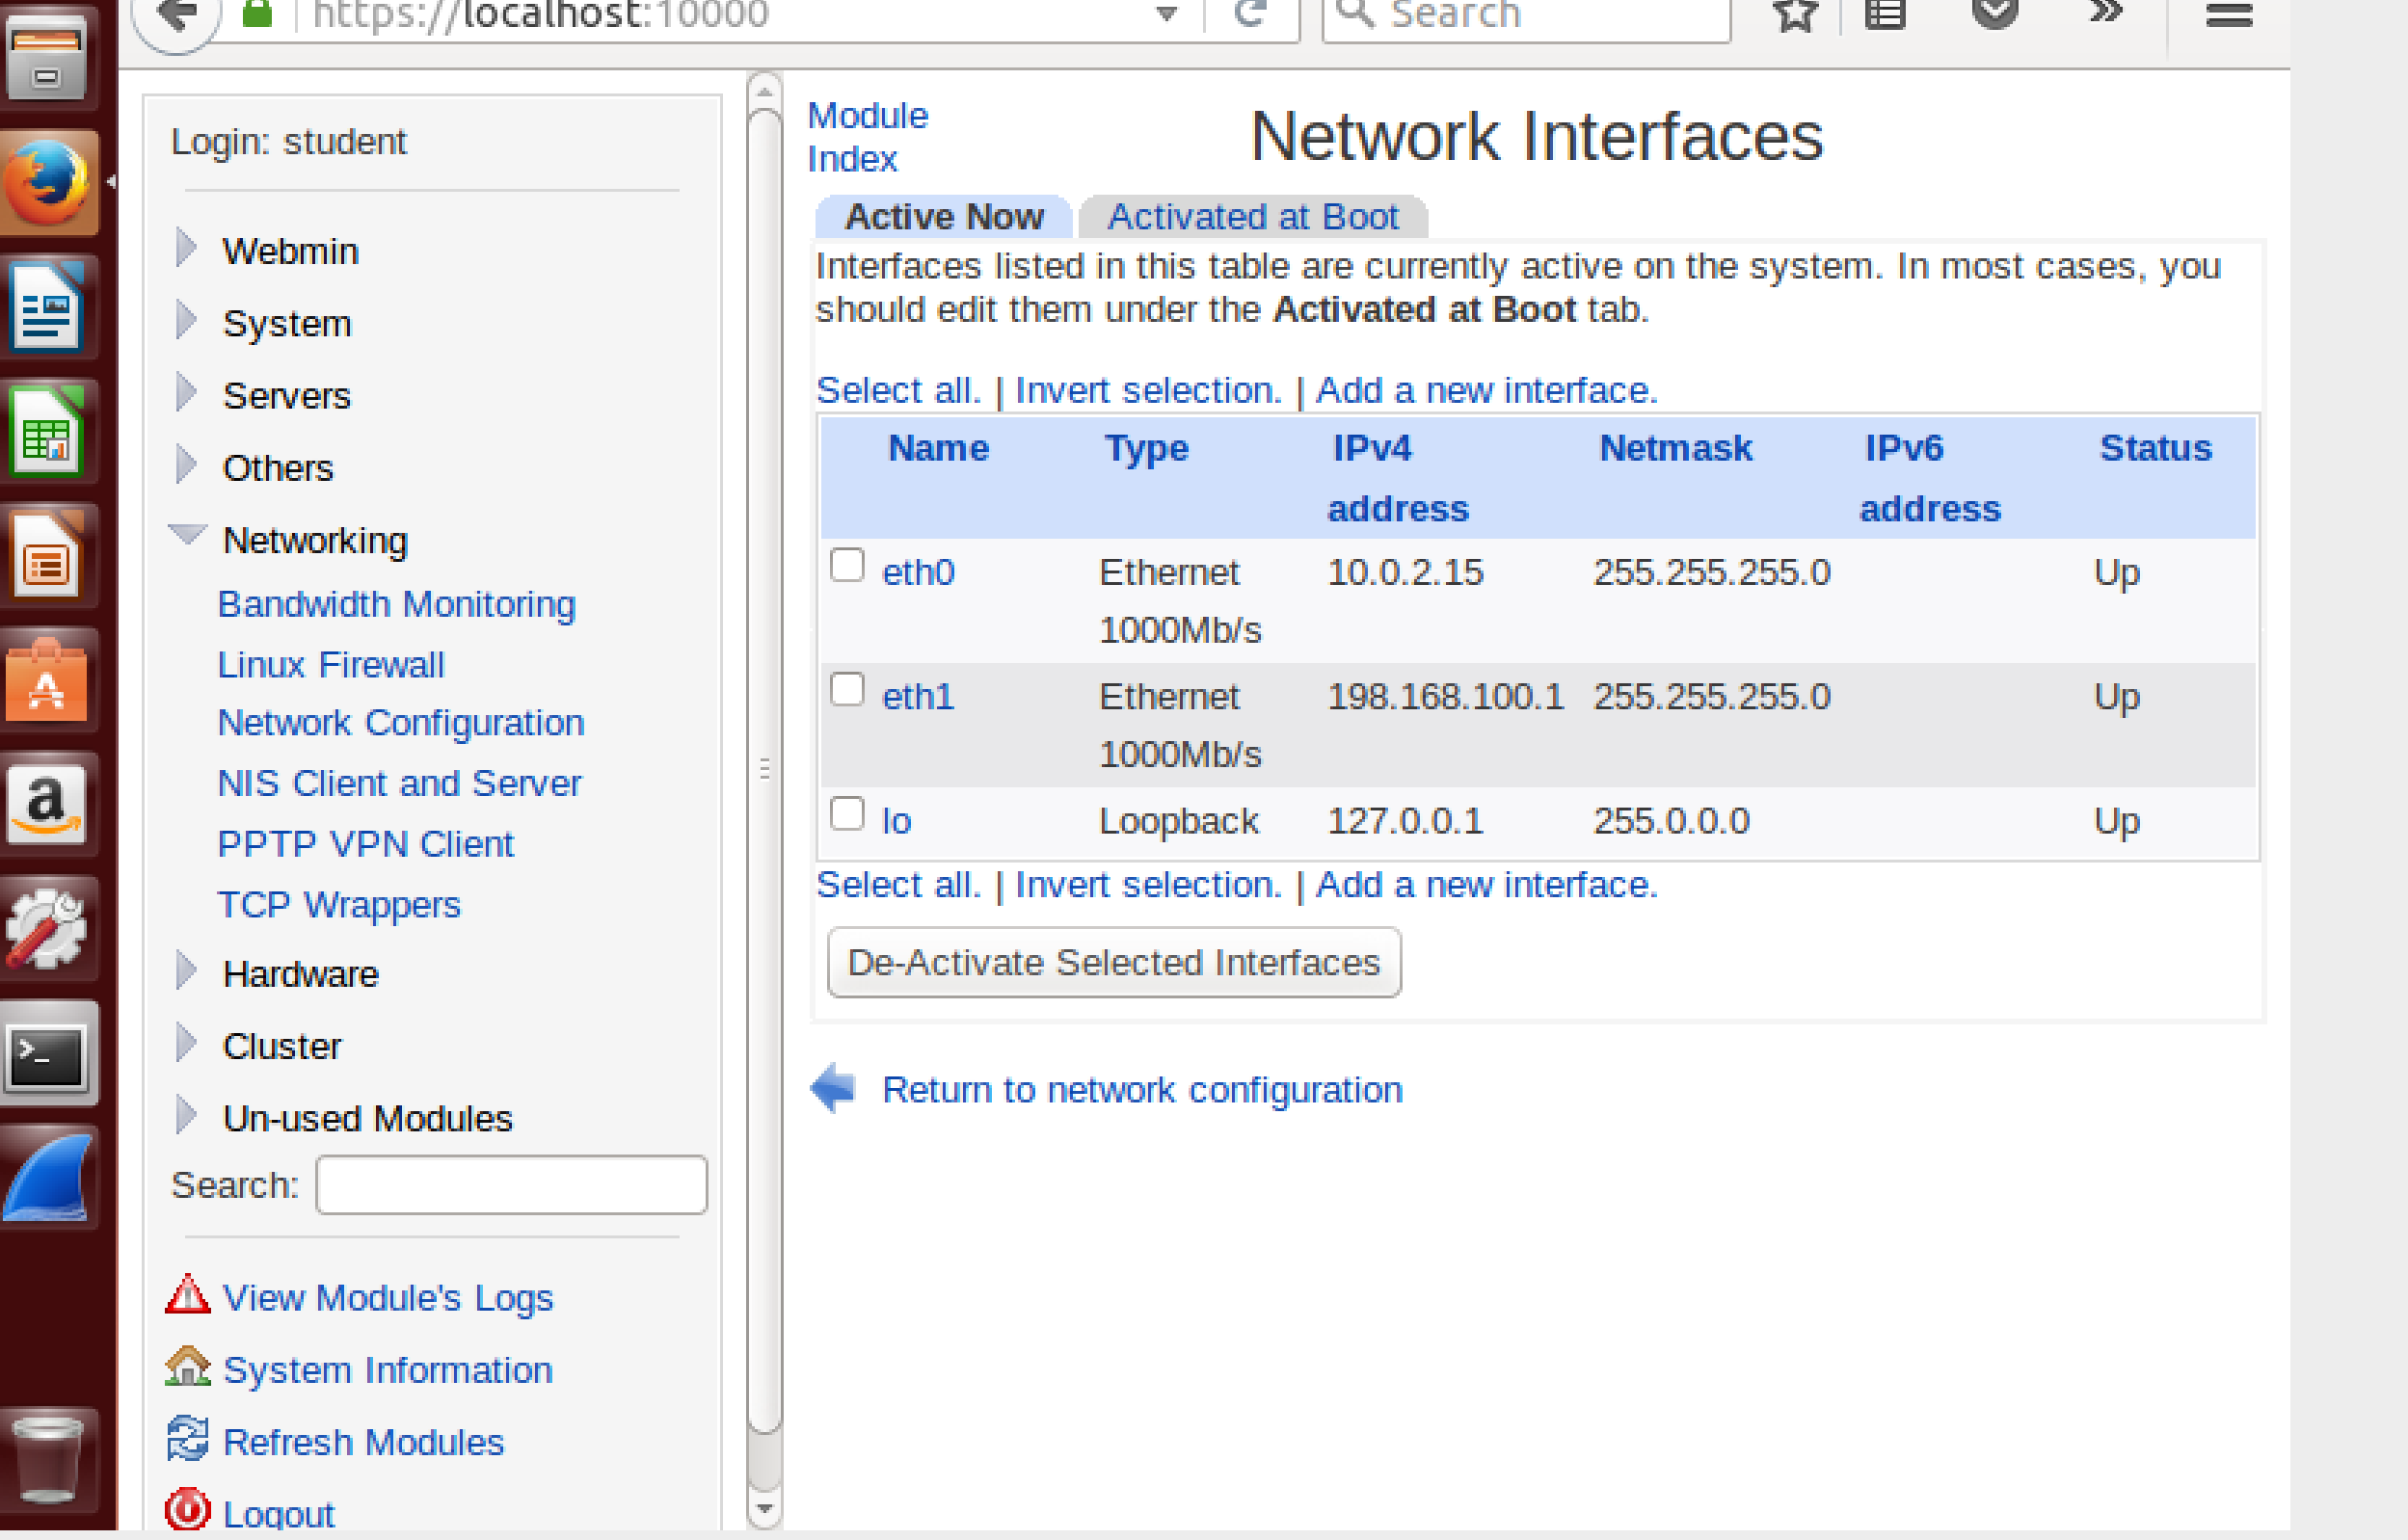 https://localhost:10000
Search
Login: student
Webmin
System
Servers
Others
Networking
Bandwidth Monitoring
Linux Firewall
Network Configuration
NIS Client and Server
PPTP VPN Client
TCP Wrappers
Hardware
Cluster
Un-used Modules
Search:
View Module's Logs
System Information
Refresh Modules
Logout
Module
Index
Network Interfaces
Active Now Activated at Boot
Interfaces listed in this table are currently active on the system. In most cases, you
should edit them under the Activated at Boot tab.
Select all. | Invert selection. | Add a new interface.
Name Type IPv4 address Netmask IPv6 address Status
eth0 Ethernet 1000Mb/s 10.0.2.15 255.255.255.0 Up
eth1 Ethernet 1000Mb/s 198.168.100.1 255.255.255.0 Up
lo Loopback 127.0.0.1 255.0.0.0 Up
Select all. | Invert selection. | Add a new interface.
De-Activate Selected Interfaces
Return to network configuration